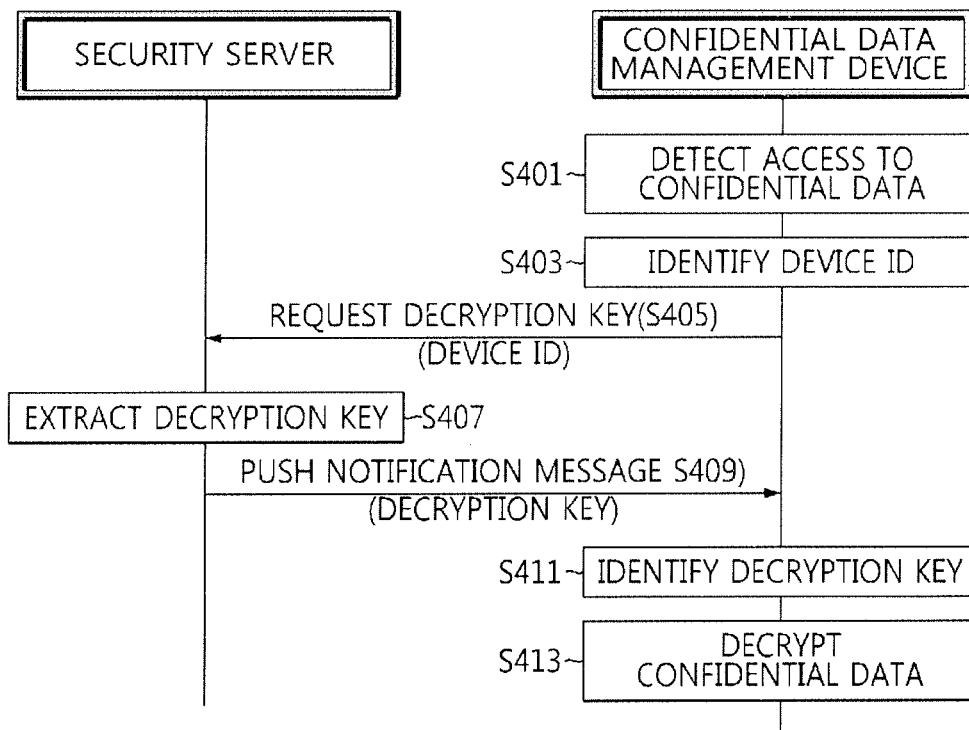 SECURITY SERVER
CONFIDENTIAL DATA
MANAGEMENT DEVICE
S401
DETECT ACCESS TO
CONFIDENTIAL DATA
S403
IDENTIFY DEVICE ID
REQUEST DECRYPTION KEY(S405)
(DEVICE ID)
EXTRACT DECRYPTION KEY
S407
PUSH NOTIFICATION MESSAGE S409)
(DECRYPTION KEY)
S411
IDENTIFY DECRYPTION KEY
S413
DECRYPT
CONFIDENTIAL DATA